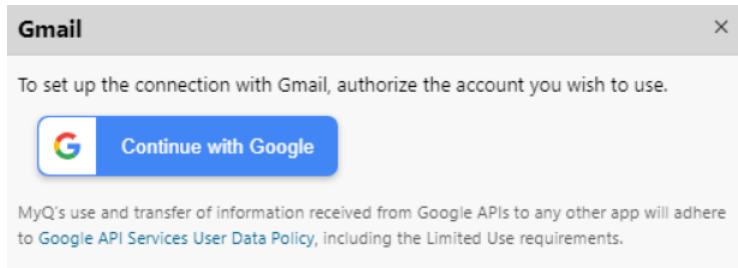 Gmail
To set up the connection with Gmail, authorize the account you wish to use.
Continue with Google
MyQ's use and transfer of information received from Google APIs to any other app will adhere
to Google API Services User Data Policy, including the Limited Use requirements.